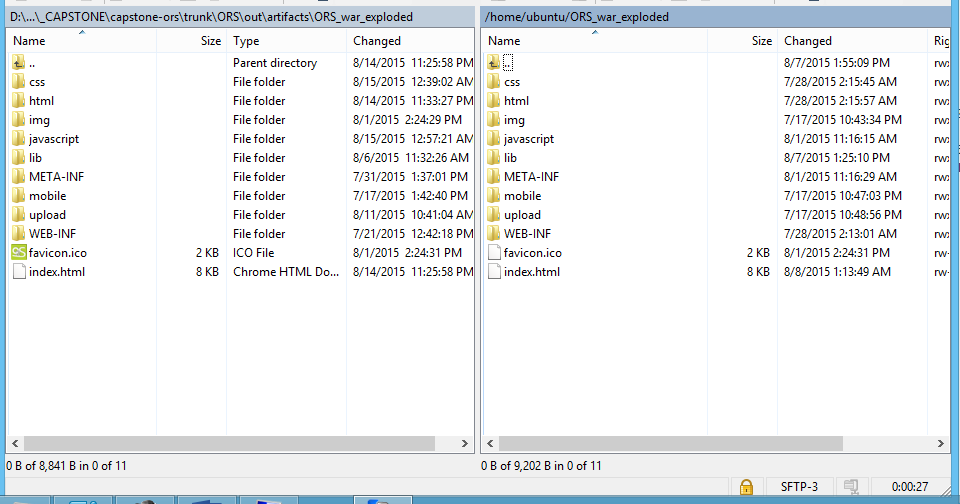 D:\...\_CAPSTONE\capstone-ors\trunk\ORS\out\artifacts\ORS_war_exploded
Name Size Type Changed
.. Parent directory 8/14/2015 11:25:58 PM
css File folder 8/15/2015 12:39:02 AM
html File folder 8/14/2015 11:33:27 PM
img File folder 8/1/2015 2:24:29 PM
javascript File folder 8/15/2015 12:57:21 AM
lib File folder 8/6/2015 11:32:26 AM
META-INF File folder 7/31/2015 1:37:01 PM
mobile File folder 7/17/2015 1:42:40 PM
upload File folder 8/11/2015 10:41:04 AM
WEB-INF File folder 7/21/2015 12:42:18 PM
favicon.ico 2 KB ICO File 8/1/2015 2:24:31 PM
index.html 8 KB Chrome HTML Do... 8/14/2015 11:25:58 PM
0 B of 8,841 B in 0 of 11
/home/ubuntu/ORS_war_exploded
Name Size Changed Rig
.. 8/7/2015 1:55:09 PM rwx
css 7/28/2015 2:15:45 AM rwx
html 7/28/2015 2:15:57 AM rwx
img 7/17/2015 10:43:34 PM rwx
javascript 8/1/2015 11:16:15 AM rwx
lib 8/7/2015 1:25:10 PM rwx
META-INF 8/1/2015 11:16:29 AM rwx
mobile 7/17/2015 10:47:03 PM rwx
upload 7/17/2015 10:48:56 PM rwx
WEB-INF 7/28/2015 2:13:01 AM rwx
favicon.ico 2 KB 8/1/2015 2:24:31 PM rw-
index.html 8 KB 8/8/2015 1:13:49 AM rw-
0 B of 9,202 B in 0 of 11
SFTP-3 0:00:27